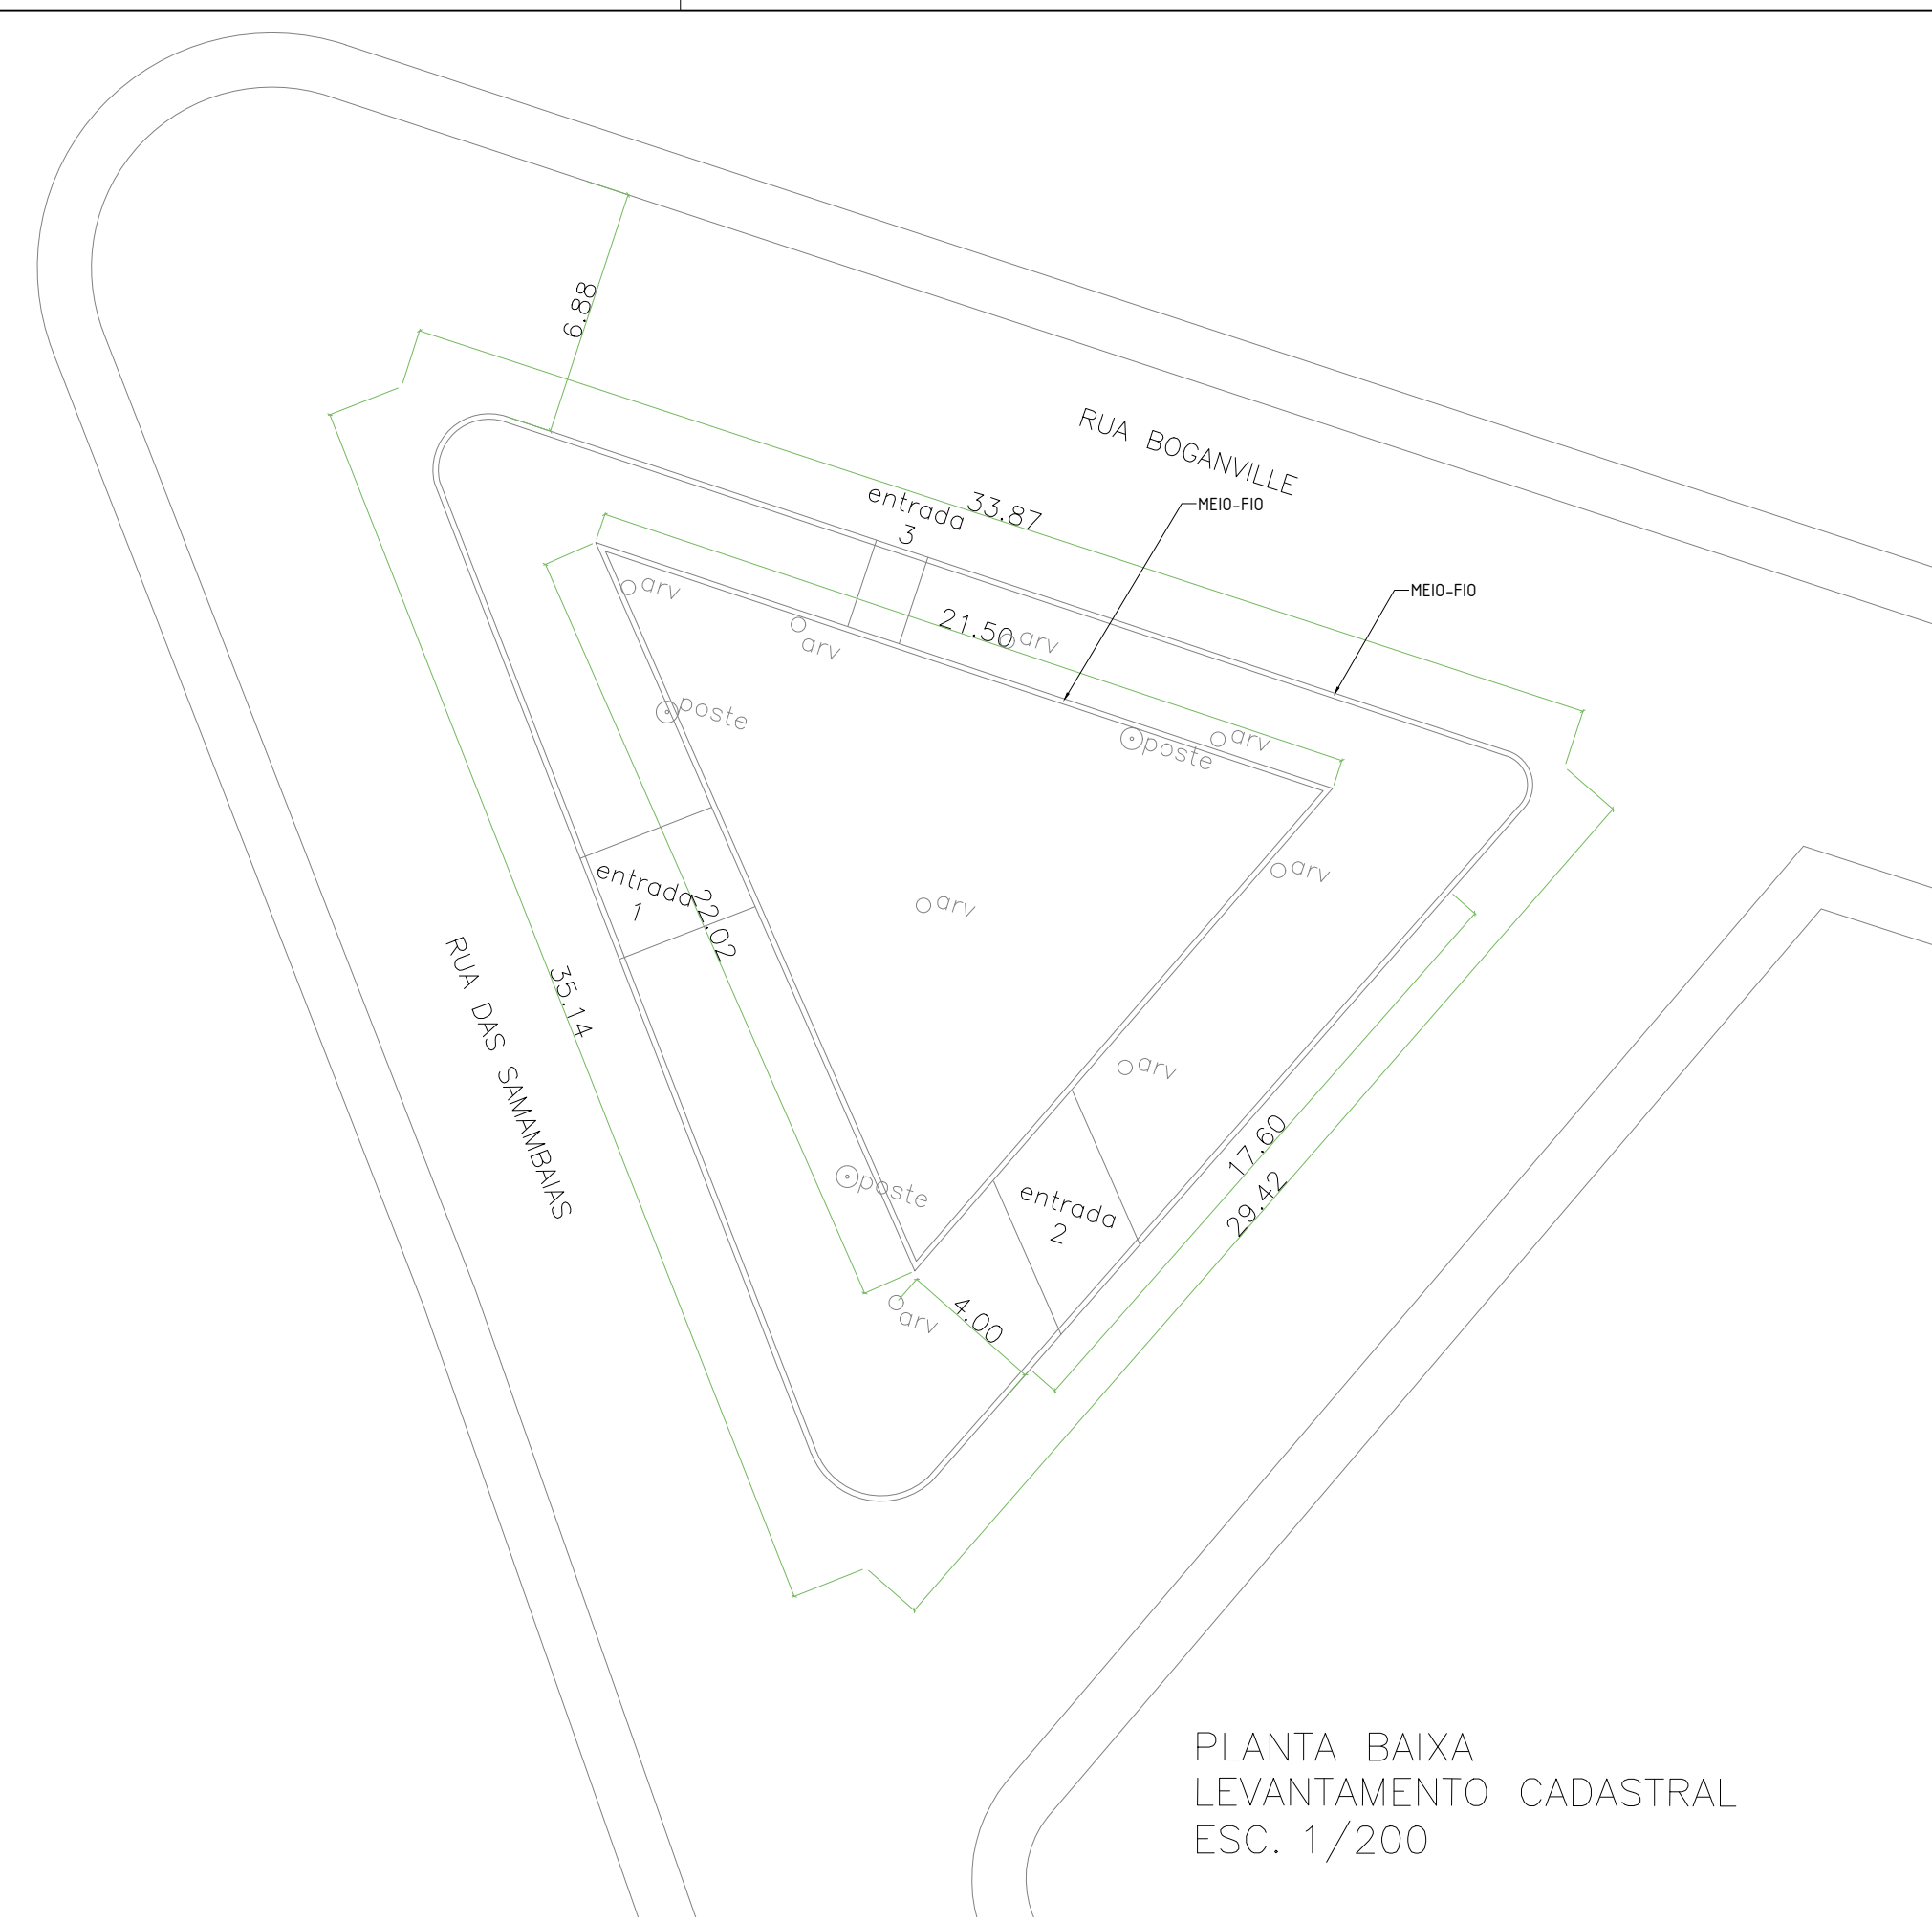 6.88
RUA BOGANVILLE
entrada
3
33.87
MEIO-FIO
MEIO-FIO
arv
arv
21.50
arv
poste
poste
arv
entrada
1
22.02
arv
arv
RUA DAS SAMAMBAIAS
35.14
arv
17.60
29.42
entrada
2
poste
arv
4.00
PLANTA BAIXA
LEVANTAMENTO CADASTRAL
ESC. 1/200